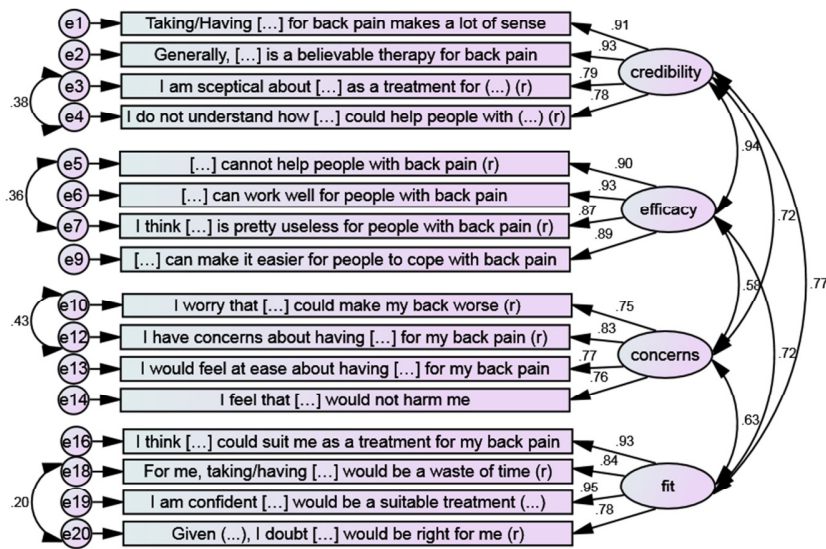 e1 Taking/Having [...] for back pain makes a lot of sense .91
e2 Generally, [...] is a believable therapy for back pain .93
credibility
e3 I am sceptical about [...] as a treatment for (...) (r) .79
.38
e4 I do not understand how [...] could help people with (...) (r) .78
.94
e5 [...] cannot help people with back pain (r) .90
.36
e6 [...] can work well for people with back pain .93
efficacy
.72
e7 I think [...] is pretty useless for people with back pain (r) .87
e9 [...] can make it easier for people to cope with back pain .89
.58
.77
e10 I worry that [...] could make my back worse (r) .75
.43
e12 I have concerns about having [...] for my back pain (r) .83
concerns
.72
e13 I would feel at ease about having [...] for my back pain .77
e14 I feel that [...] would not harm me .76
.63
e16 I think [...] could suit me as a treatment for my back pain .93
e18 For me, taking/having [...] would be a waste of time (r) .84
fit
.20
e19 I am confident [...] would be a suitable treatment (...) .95
e20 Given (...), I doubt [...] would be right for me (r) .78